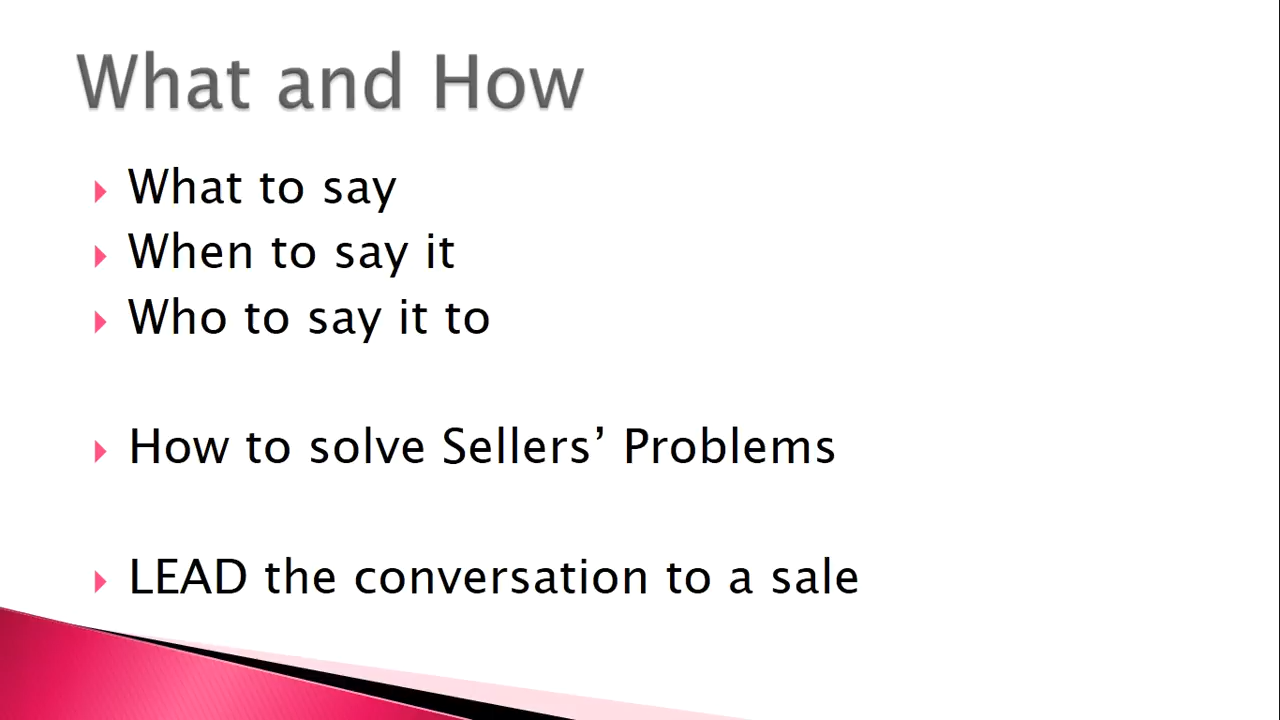 What and How
What to say
When to say it
Who to say it to
How to solve Sellers’ Problems
LEAD the conversation to a sale